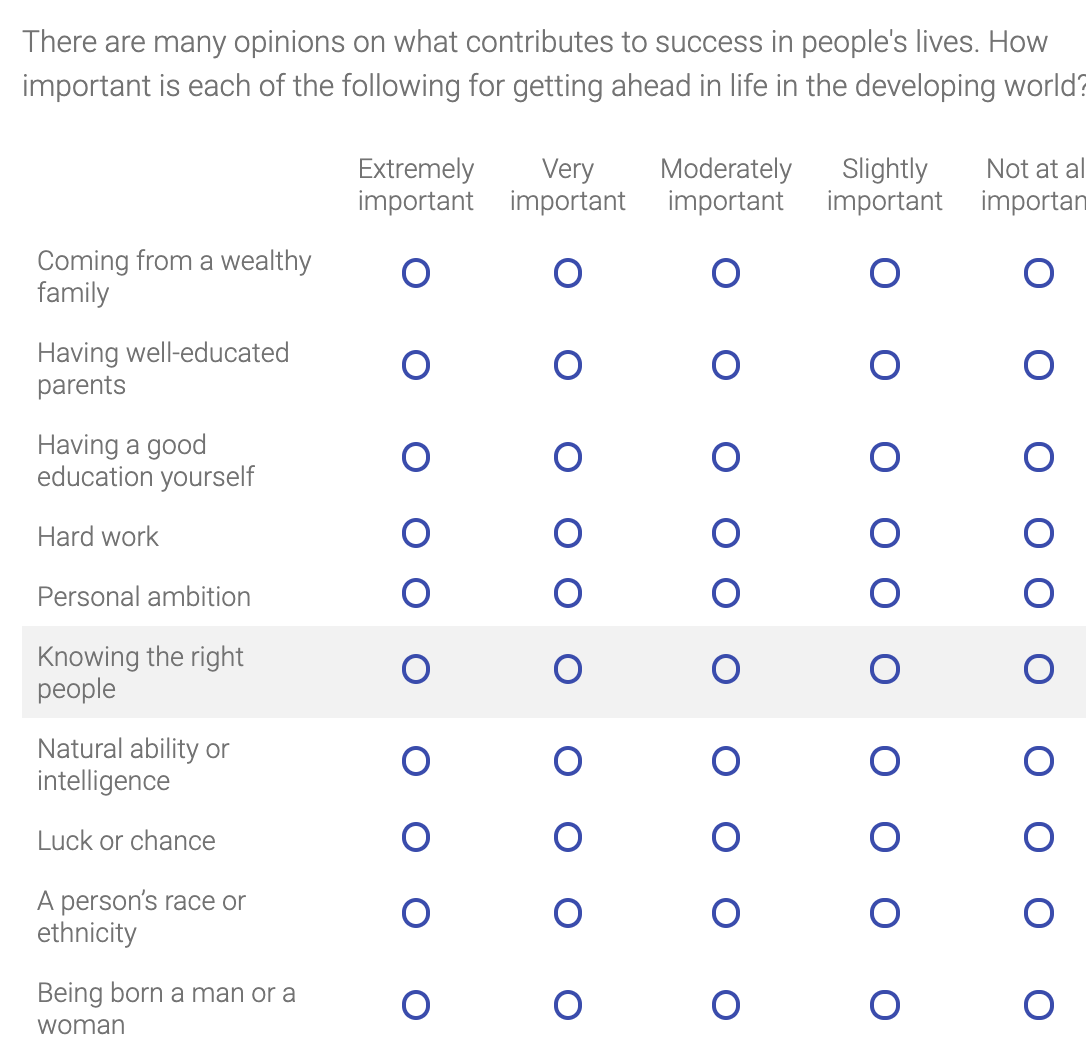 There are many opinions on what contributes to success in people's lives. How
important is each of the following for getting ahead in life in the developing world?
Extremely important
Very important
Moderately important
Slightly important
Not at al importan
Coming from a wealthy
family
Having well-educated
parents
Having a good
education yourself
Hard work
Personal ambition
Knowing the right
people
Natural ability or
intelligence
Luck or chance
A person’s race or
ethnicity
Being born a man or a
woman